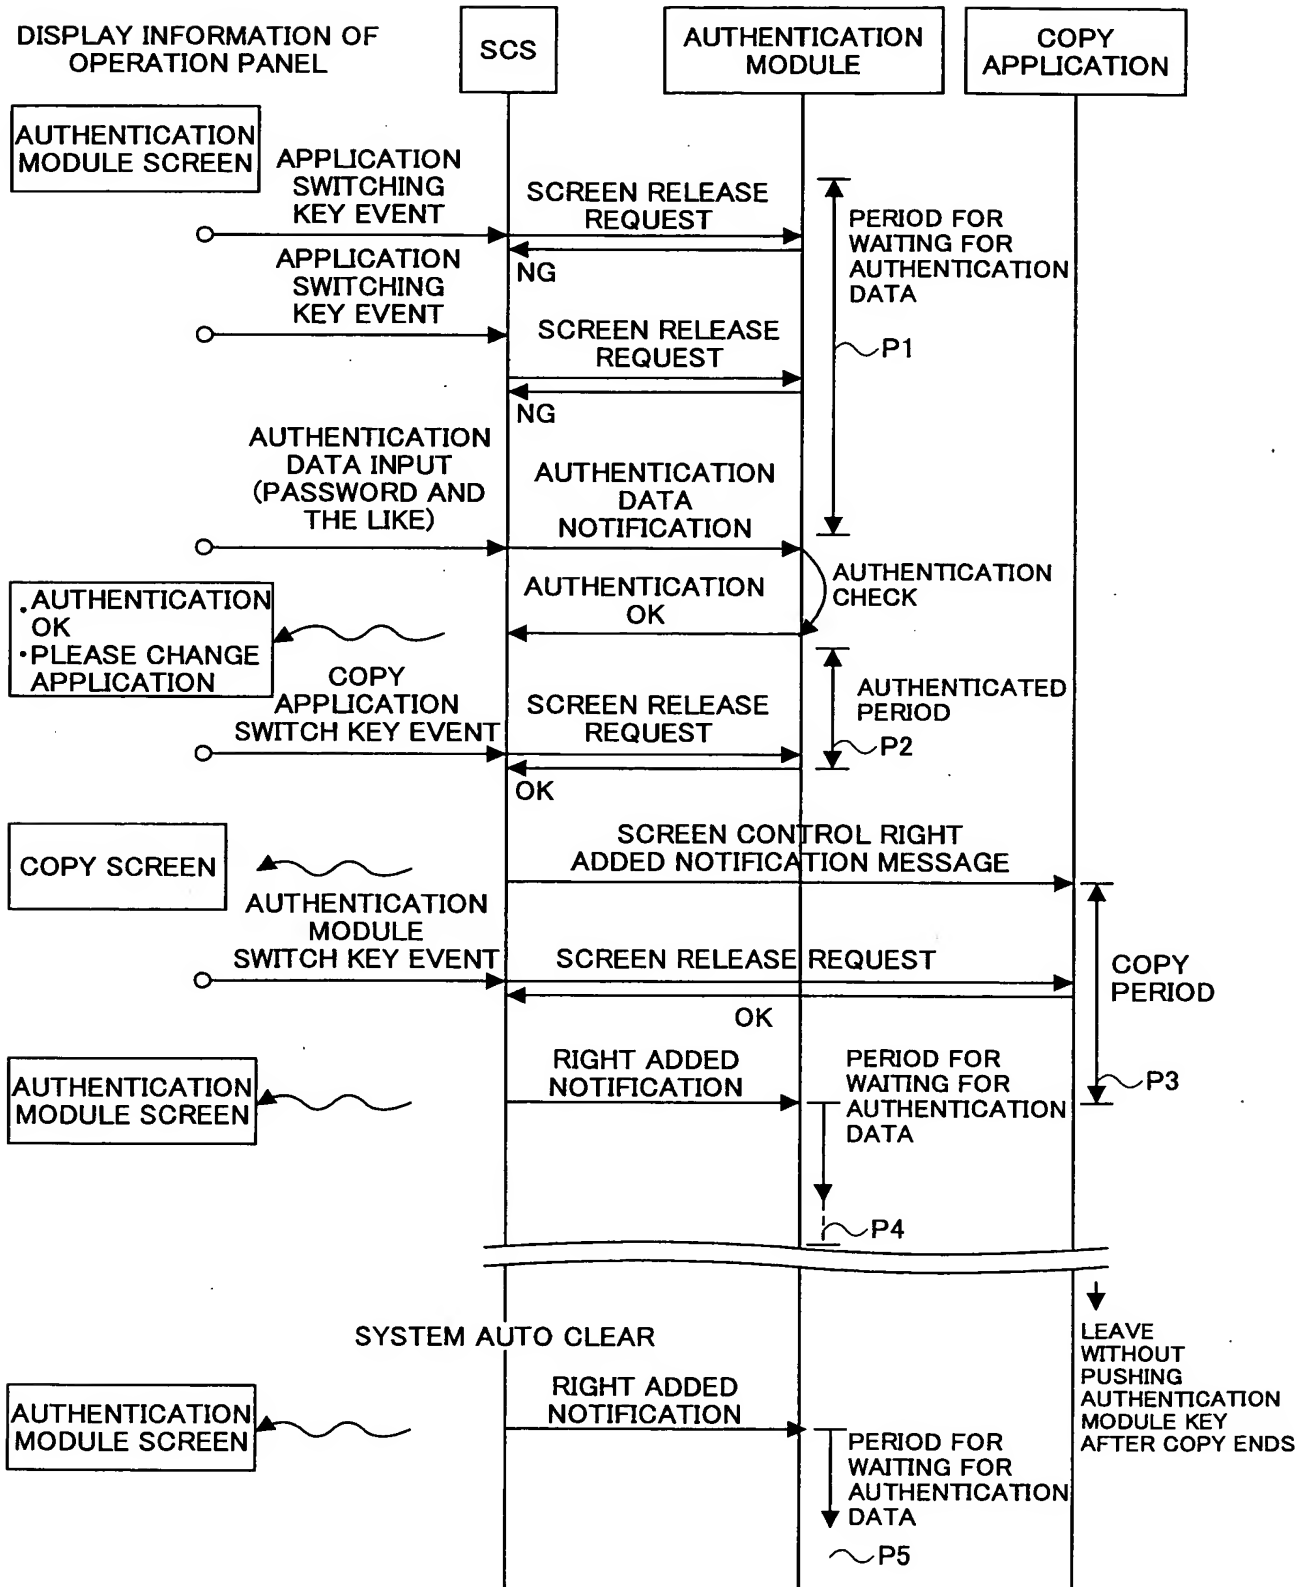 DISPLAY INFORMATION OF
OPERATION PANEL
SCS
AUTHENTICATION
MODULE
COPY
APPLICATION
AUTHENTICATION
MODULE SCREEN
APPLICATION
SWITCHING
KEY EVENT
SCREEN RELEASE
REQUEST
NG
PERIOD FOR
WAITING FOR
AUTHENTICATION
DATA
P1
APPLICATION
SWITCHING
KEY EVENT
SCREEN RELEASE
REQUEST
NG
AUTHENTICATION
DATA INPUT
(PASSWORD AND
THE LIKE)
AUTHENTICATION
DATA
NOTIFICATION
AUTHENTICATION
CHECK
AUTHENTICATION
OK
・AUTHENTICATION
OK
・PLEASE CHANGE
APPLICATION
COPY
APPLICATION
SWITCH KEY EVENT
SCREEN RELEASE
REQUEST
OK
AUTHENTICATED
PERIOD
P2
COPY SCREEN
SCREEN CONTROL RIGHT
ADDED NOTIFICATION MESSAGE
AUTHENTICATION
MODULE
SWITCH KEY EVENT
SCREEN RELEASE REQUEST
OK
COPY
PERIOD
P3
AUTHENTICATION
MODULE SCREEN
RIGHT ADDED
NOTIFICATION
PERIOD FOR
WAITING FOR
AUTHENTICATION
DATA
P4
SYSTEM AUTO CLEAR
LEAVE
WITHOUT
PUSHING
AUTHENTICATION
MODULE KEY
AFTER COPY ENDS
AUTHENTICATION
MODULE SCREEN
RIGHT ADDED
NOTIFICATION
PERIOD FOR
WAITING FOR
AUTHENTICATION
DATA
P5